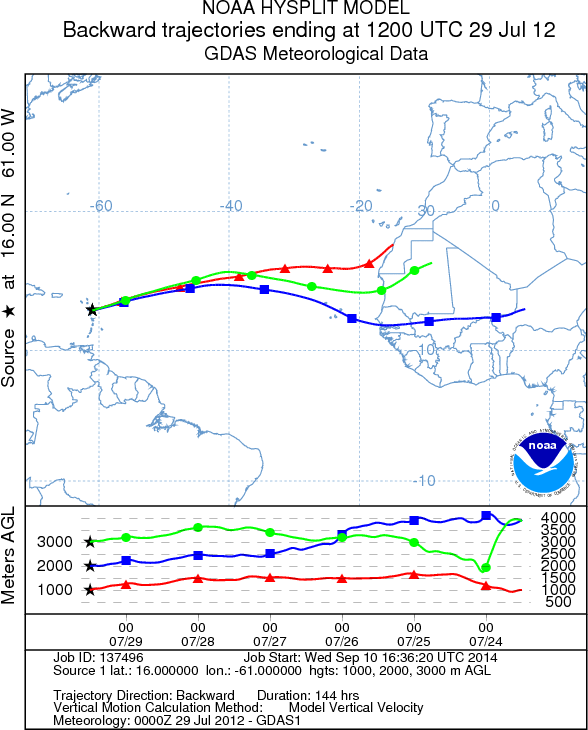 NOAA HYSPLIT MODEL
Backward trajectories ending at 1200 UTC 29 Jul 12
GDAS Meteorological Data
Source ★ at 16.00 N 61.00 W
-60 -40 -20 0
30
10
-10
noaa
Meters AGL
3000
2000
1000
4000
3500
3000
2500
2000
1500
1000
500
00 00 00 00 00 00
07/29 07/28 07/27 07/26 07/25 07/24
Job ID: 137496 Job Start: Wed Sep 10 16:36:20 UTC 2014
Source 1 lat.: 16.000000 lon.: -61.000000 hgts: 1000, 2000, 3000 m AGL
Trajectory Direction: Backward Duration: 144 hrs
Vertical Motion Calculation Method: Model Vertical Velocity
Meteorology: 0000Z 29 Jul 2012 - GDAS1